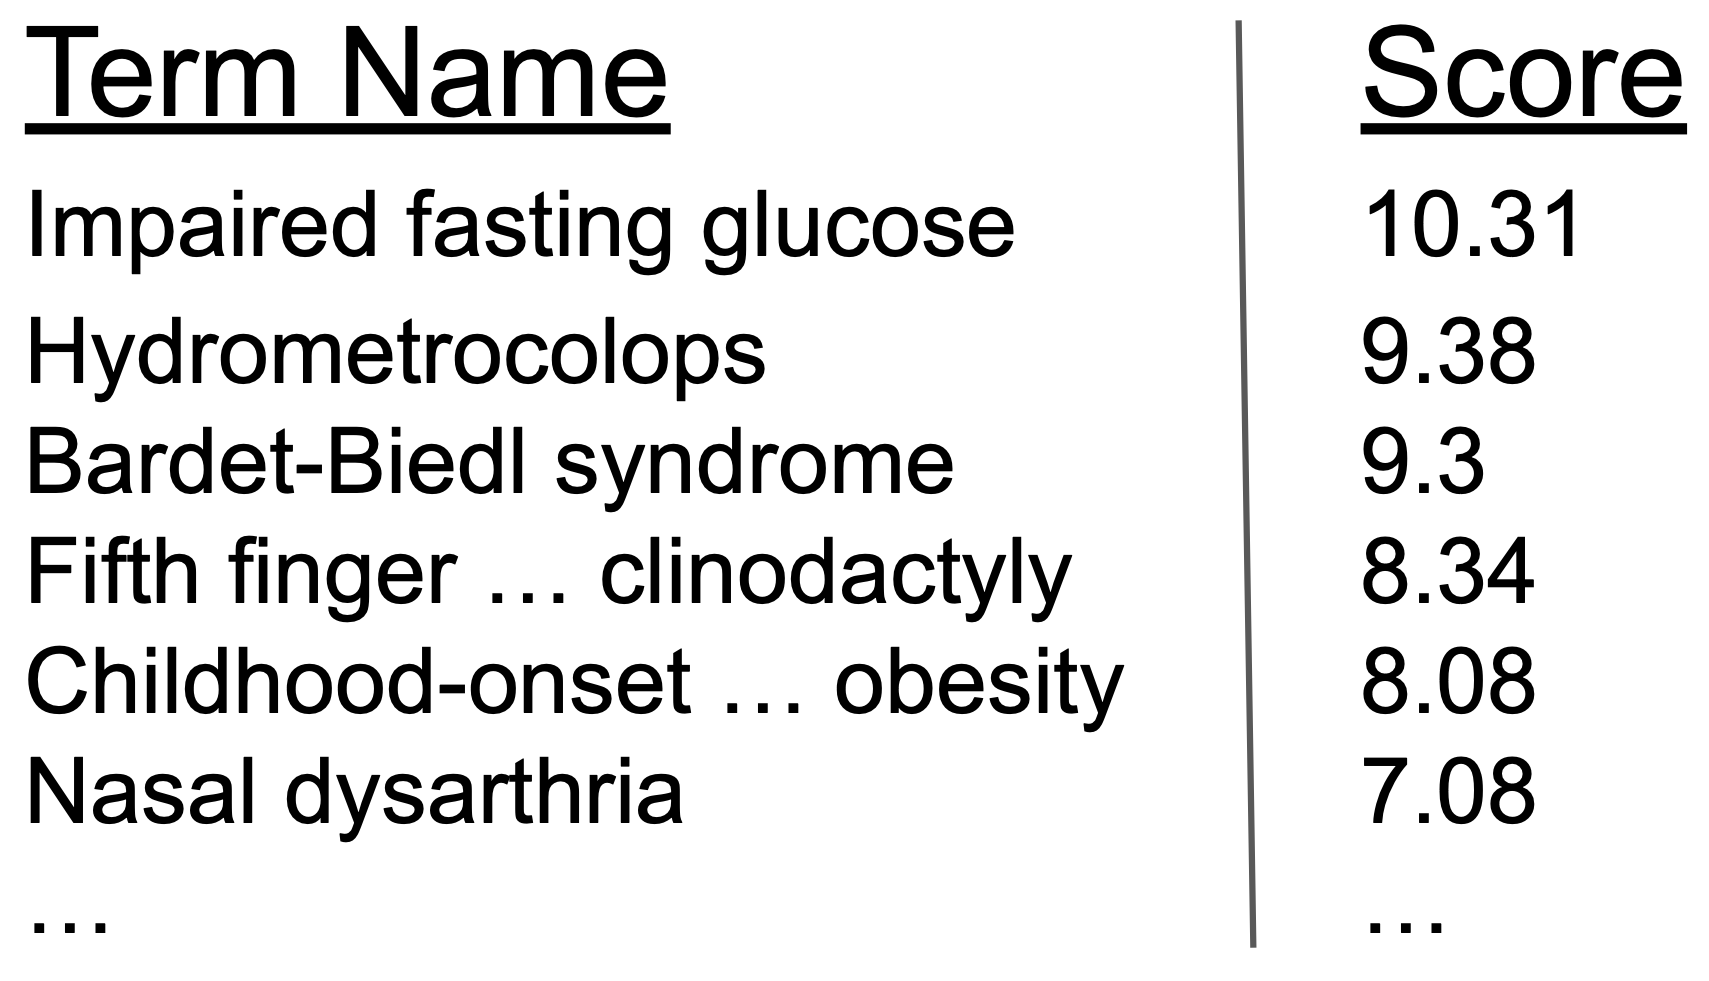 Term Name Score
Impaired fasting glucose 10.31
Hydrometrocolops 9.38
Bardet-Biedl syndrome 9.3
Fifth finger … clinodactyly 8.34
Childhood-onset … obesity 8.08
Nasal dysarthria 7.08
… …